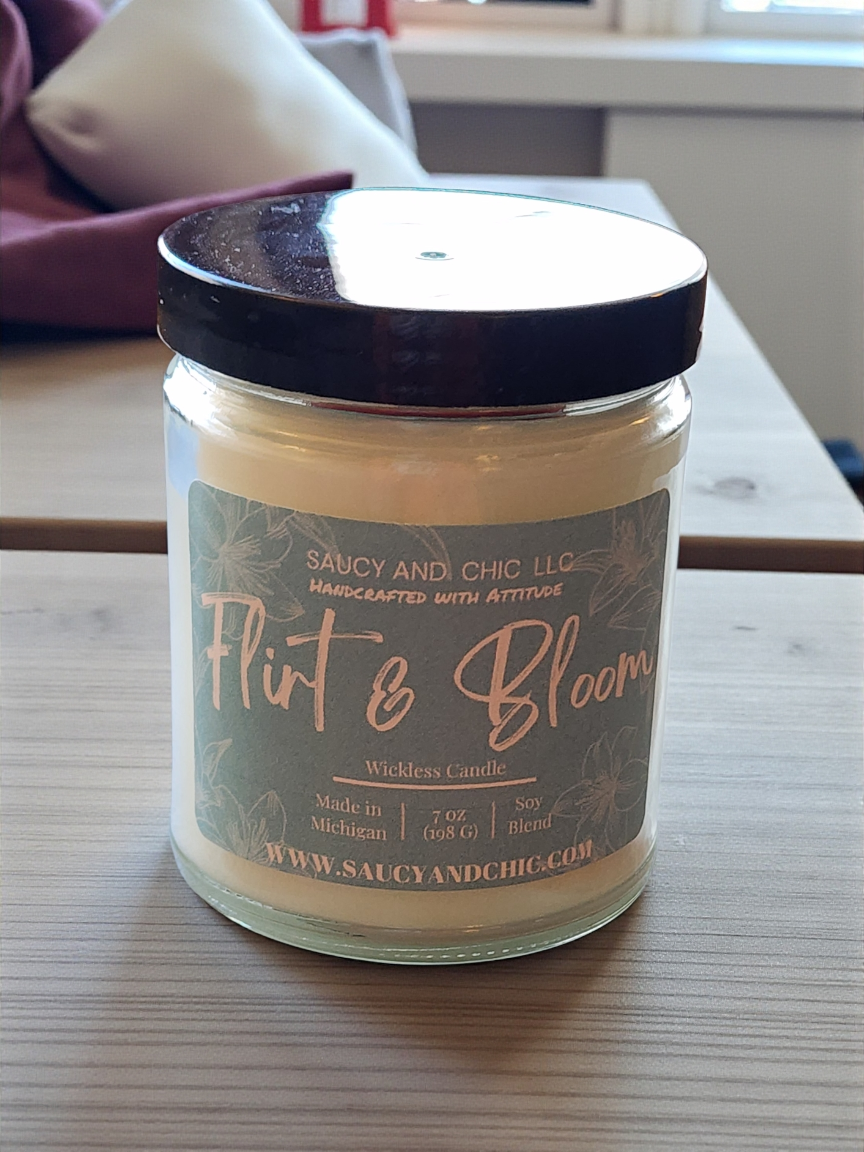 SAUCY AND CHIC LLC
HANDCRAFTED WITH ATTITUDE
Flirt & Bloom
Wickless Candle
Made in
Michigan
7 oz
(198 G)
Soy
Blend
WWW.SAUCYANDCHIC.COM